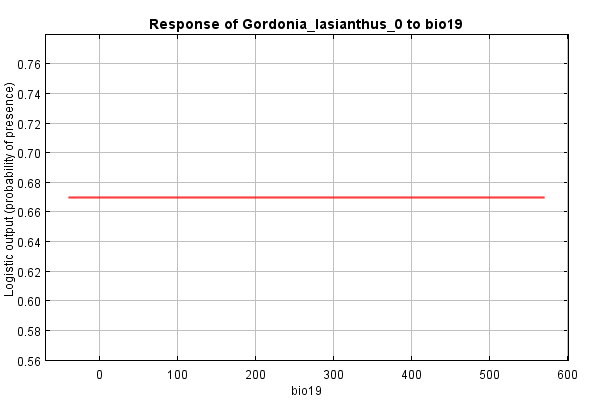 Response of Gordonia_lasianthus_0 to bio19
Logistic output (probability of presence)
0.76
0.74
0.72
0.70
0.68
0.66
0.64
0.62
0.60
0.58
0.56
0 100 200 300 400 500 600
bio19